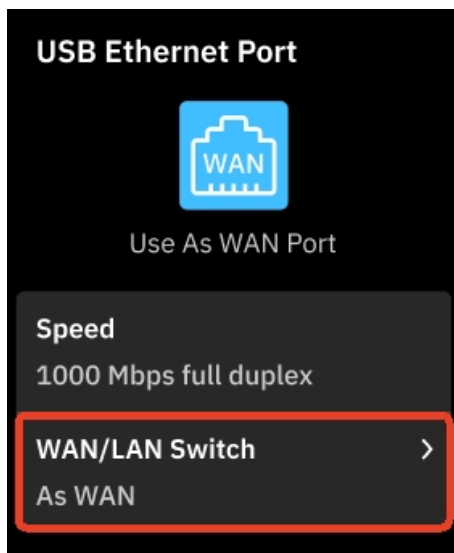 USB Ethernet Port
WAN
Use As WAN Port
Speed
1000 Mbps full duplex
WAN/LAN Switch
As WAN